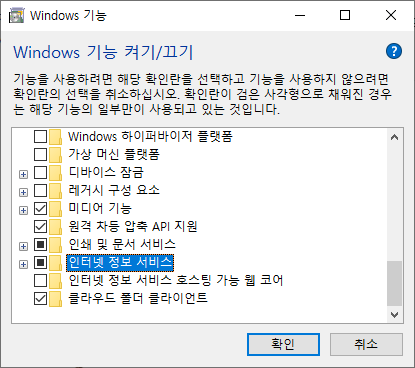 Windows 기능
Windows 기능 켜기/끄기
기능을 사용하려면 해당 확인란을 선택하고 기능을 사용하지 않으려면
확인란의 선택을 취소하십시오. 확인란이 검은 사각형으로 채워진 경우
는 해당 기능의 일부만이 사용되고 있는 것입니다.
Windows 하이퍼바이저 플랫폼
가상 머신 플랫폼
디바이스 잠금
레거시 구성 요소
미디어 기능
원격 차등 압축 API 지원
인쇄 및 문서 서비스
인터넷 정보 서비스
인터넷 정보 서비스 호스팅 가능 웹 코어
클라우드 폴더 클라이언트
확인
취소